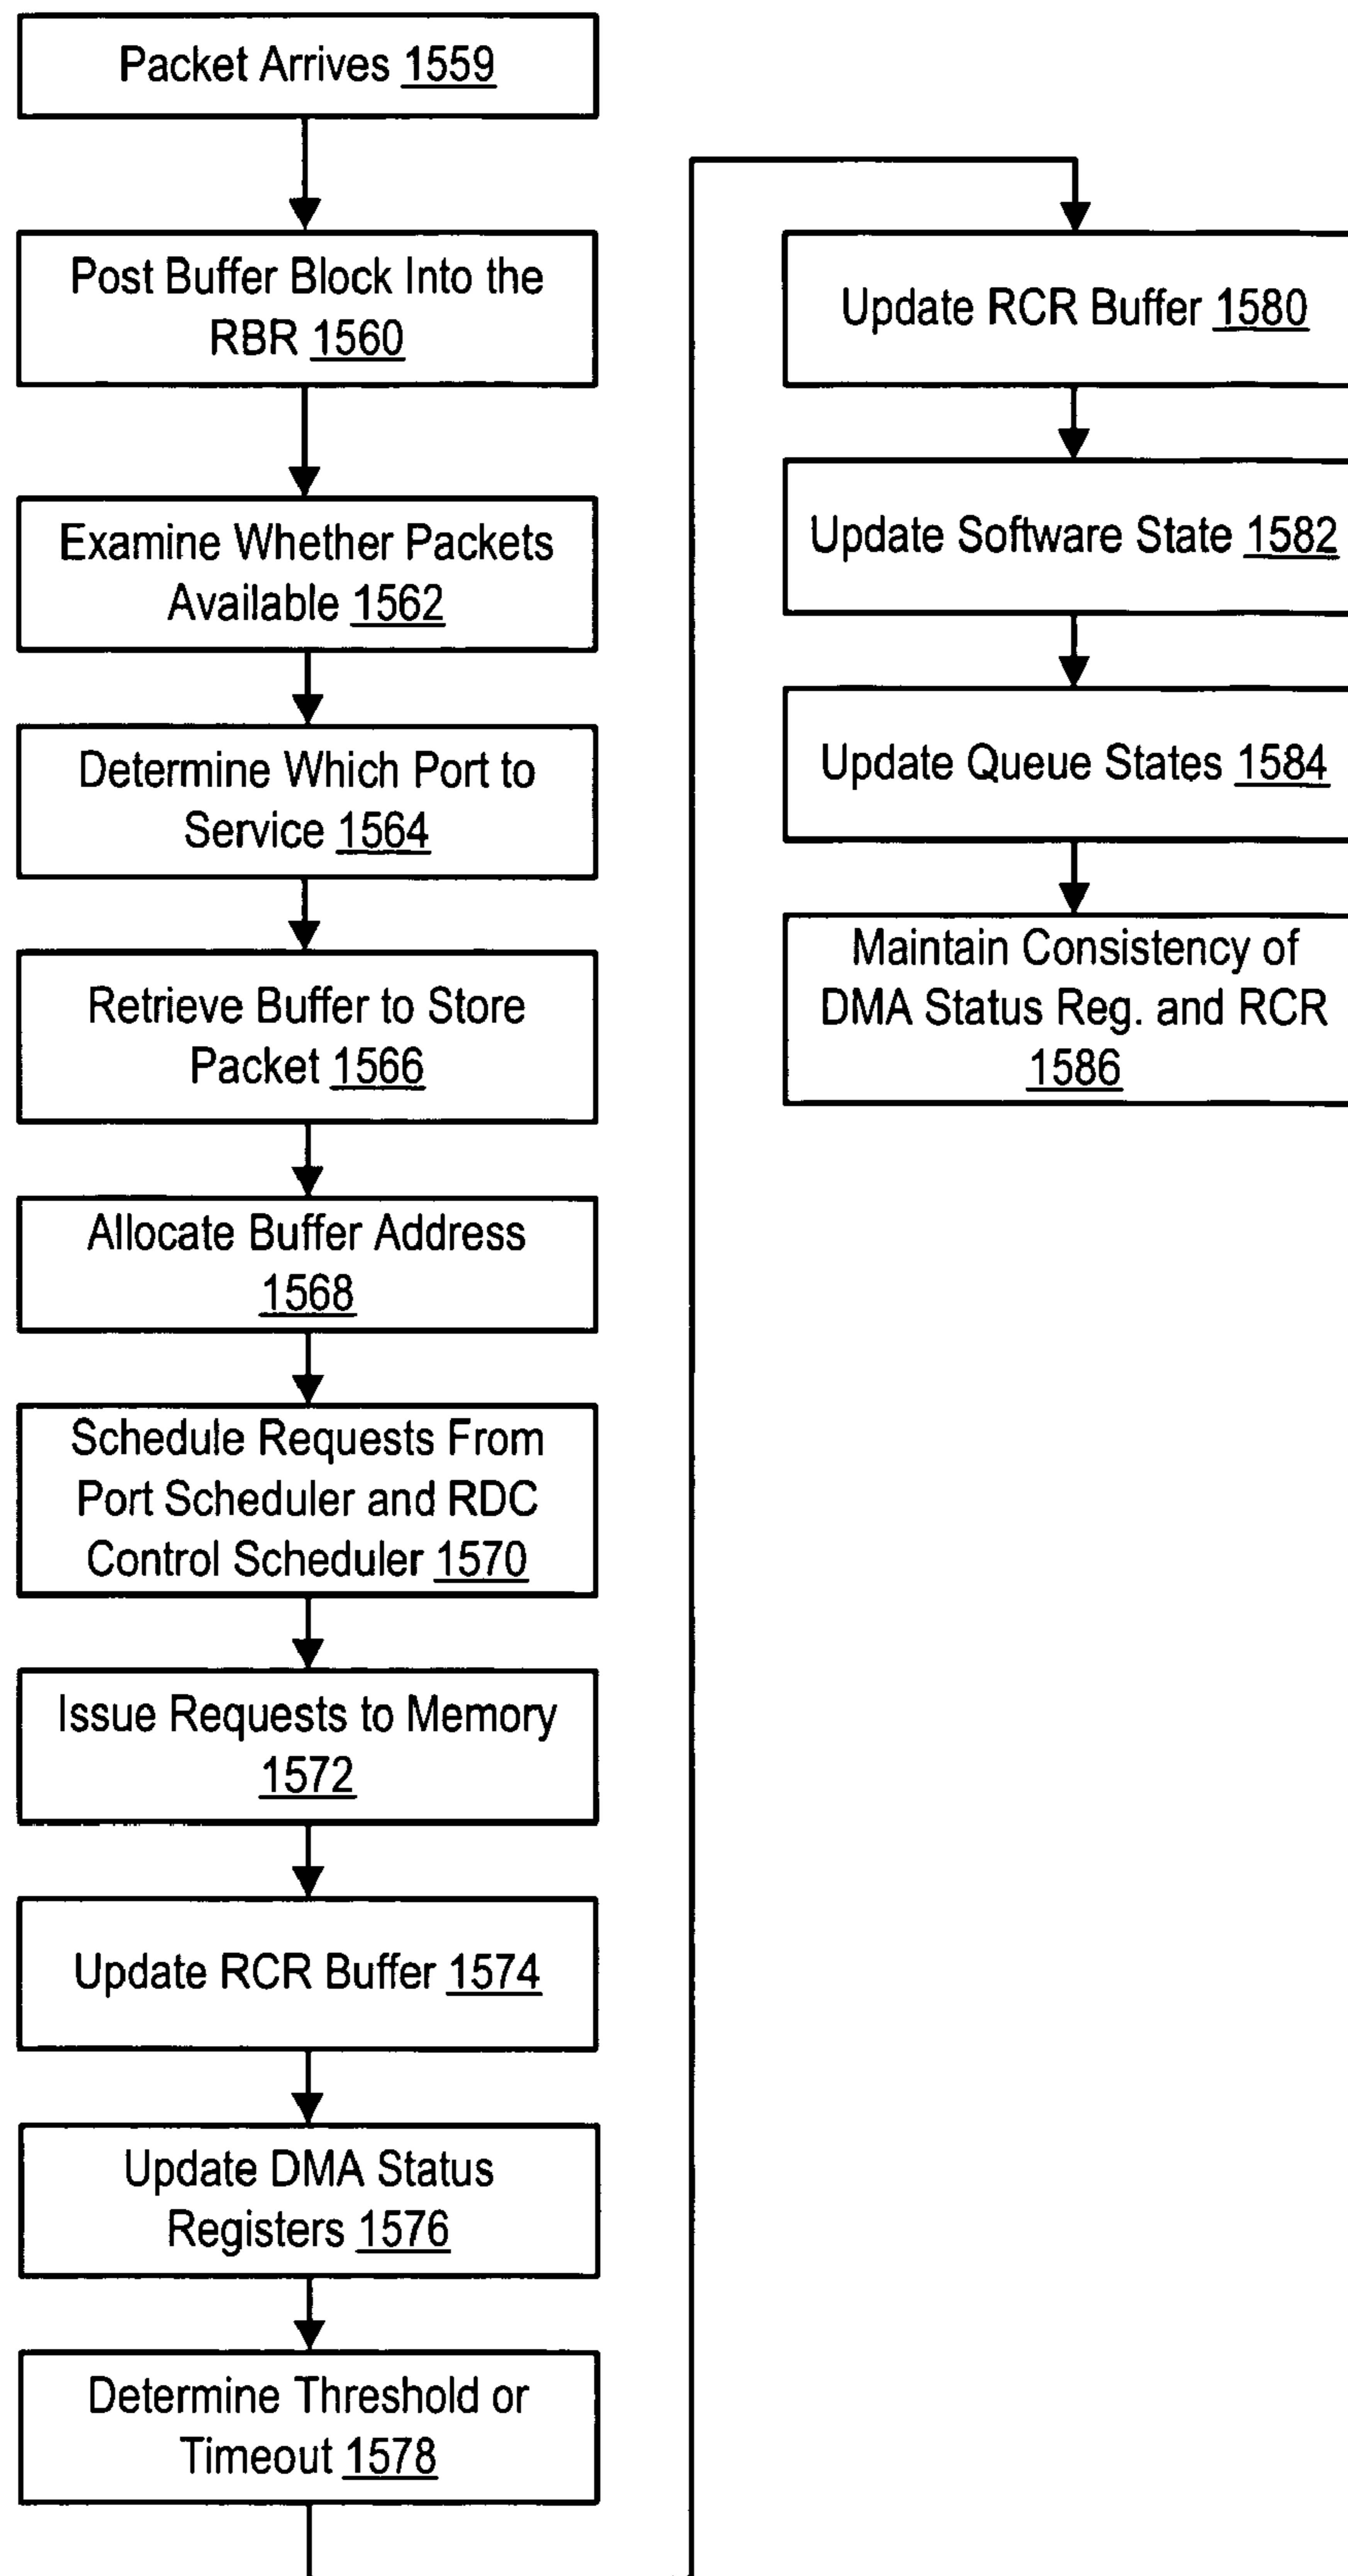 Packet Arrives 1559
Post Buffer Block Into the
RBR 1560
Examine Whether Packets
Available 1562
Determine Which Port to
Service 1564
Retrieve Buffer to Store
Packet 1566
Allocate Buffer Address
1568
Schedule Requests From
Port Scheduler and RDC
Control Scheduler 1570
Issue Requests to Memory
1572
Update RCR Buffer 1574
Update DMA Status
Registers 1576
Determine Threshold or
Timeout 1578
Update RCR Buffer 1580
Update Software State 1582
Update Queue States 1584
Maintain Consistency of
DMA Status Reg. and RCR
1586